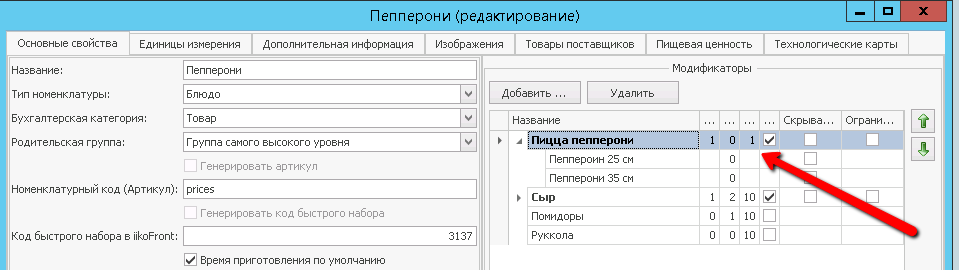 Пепперони (редактирование)
Основные свойства Единицы измерения Дополнительная информация Изображения Товары поставщиков Пищевая ценность Технологические карты
Название: Пепперони
Тип номенклатуры: Блюдо
Бухгалтерская категория: Товар
Родительская группа: Группа самого высокого уровня
Генерировать артикул
Номенклатурный код (Артикул): prices
Генерировать код быстрого набора
Код быстрого набора в iikoFront: 3137
Время приготовления по умолчанию
Модификаторы
Добавить ... Удалить
Название ... ... ... ... Скрыва... Ограни...
Пицца пепперони 1 0 1
Пепперони 25 см 0
Пепперони 35 см 0
Сыр 1 2 10
Помидоры 0 1 10
Руккола 0 0 10